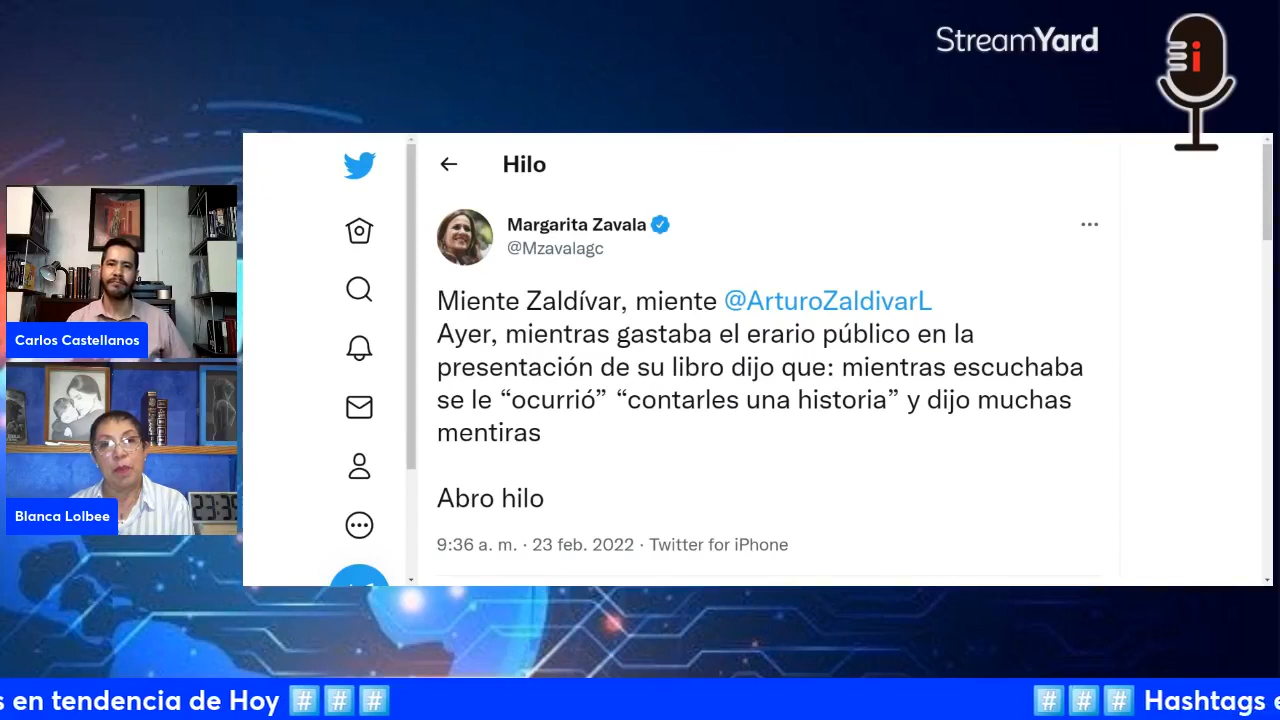 StreamYard
i
Hilo
Margarita Zavala
@Mzavalagc
Miente Zaldívar, miente @ArturoZaldivarL
Ayer, mientras gastaba el erario público en la
presentación de su libro dijo que: mientras escuchaba
se le “ocurrió” “contarles una historia” y dijo muchas
mentiras
Abro hilo
9:36 a. m. · 23 feb. 2022 · Twitter for iPhone
Carlos Castellanos
Blanca Lolbee
23:39
s en tendencia de Hoy #️⃣ #️⃣ #️⃣
#️⃣ #️⃣ #️⃣ Hashtags e